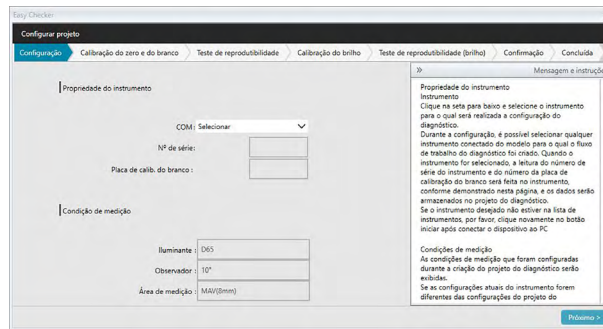 Easy Checker
Configurar projeto
Configuração
Calibração do zero e do branco
Teste de reprodutibilidade
Calibração do brilho
Teste de reprodutibilidade (brilho)
Confirmação
Concluída
Propriedade do instrumento
COM: Selecionar
Nº de série:
Placa de calib. do branco :
Condição de medição
Iluminante : D65
Observador : 10°
Área de medição : MAV(8mm)
» Mensagem e instruçõe
Propriedade do instrumento
Instrumento
Clique na seta para baixo e selecione o instrumento
para o qual será realizada a configuração do
diagnóstico.
Durante a configuração, é possível selecionar qualquer
instrumento conectado do modelo para o qual o fluxo
de trabalho do diagnóstico foi criado. Quando o
instrumento for selecionado, a leitura do número de
série do instrumento e do número da placa de
calibração do branco será feita no instrumento,
conforme demonstrado nesta página, e os dados serão
armazenados no projeto do diagnóstico.
Se o instrumento desejado não estiver na lista de
instrumentos, por favor, clique novamente no botão
iniciar após conectar o dispositivo ao PC
Condições de medição
As condições de medição que foram configuradas
durante a criação do projeto do diagnóstico serão
exibidas.
Se as configurações atuais do instrumento forem
diferentes das configurações do projeto do
Próximo >